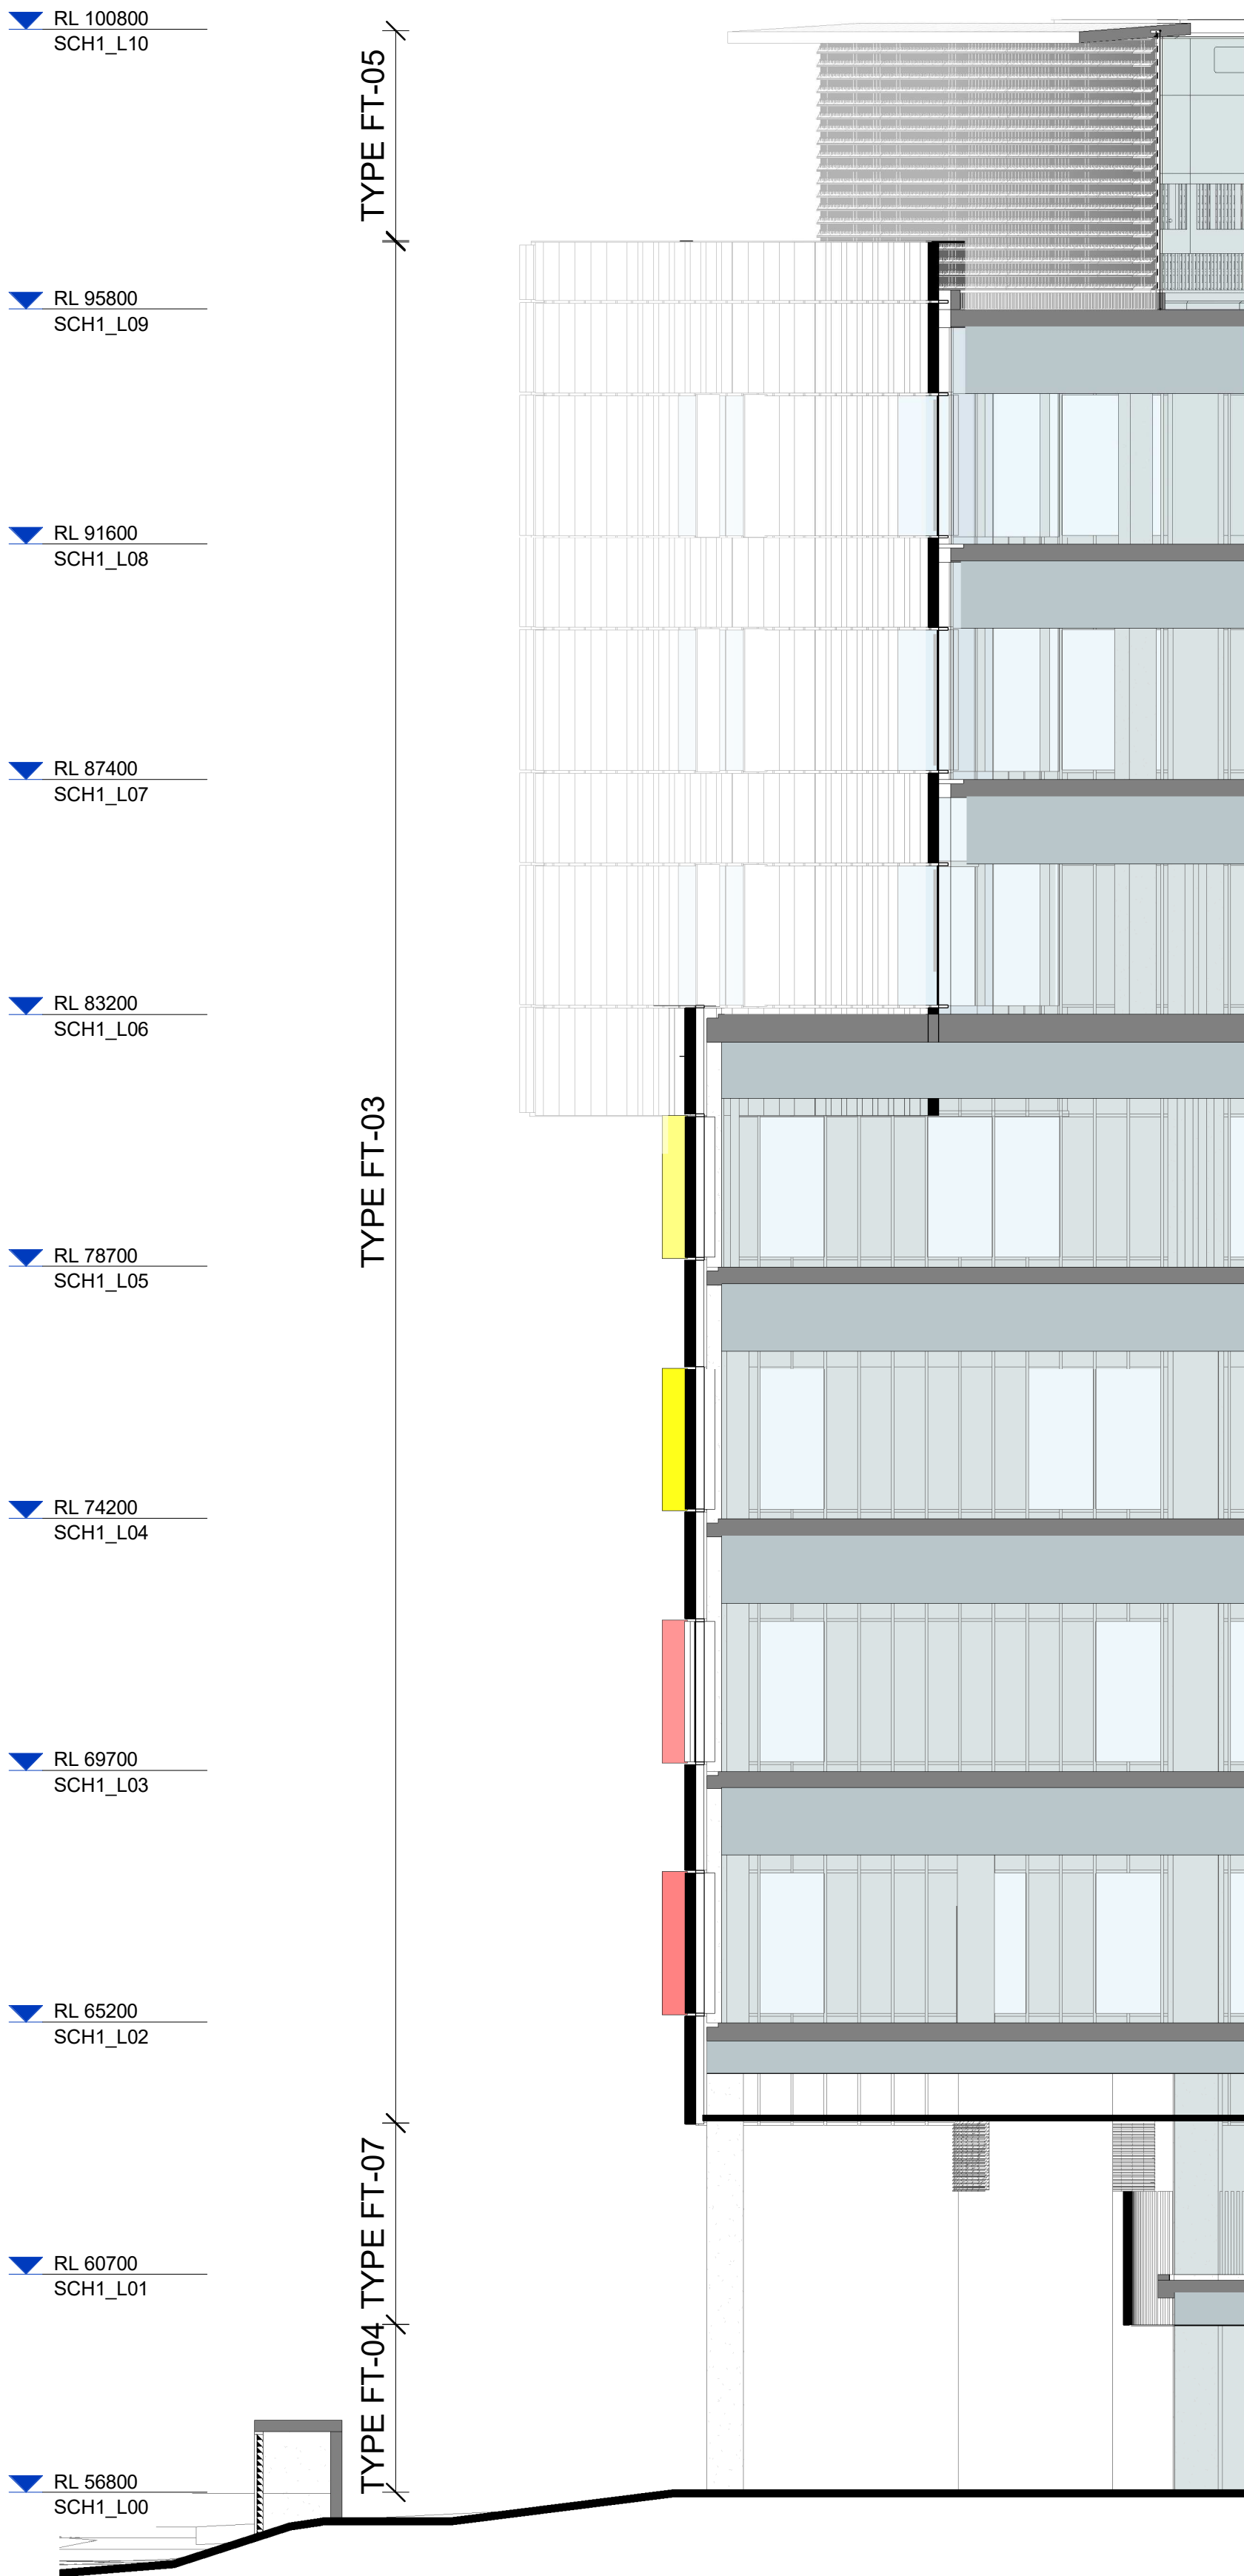 RL 100800
SCH1_L10
TYPE FT-05
RL 95800
SCH1_L09
RL 91600
SCH1_L08
RL 87400
SCH1_L07
RL 83200
SCH1_L06
TYPE FT-03
RL 78700
SCH1_L05
RL 74200
SCH1_L04
RL 69700
SCH1_L03
RL 65200
SCH1_L02
TYPE FT-07
RL 60700
SCH1_L01
TYPE FT-04
RL 56800
SCH1_L00